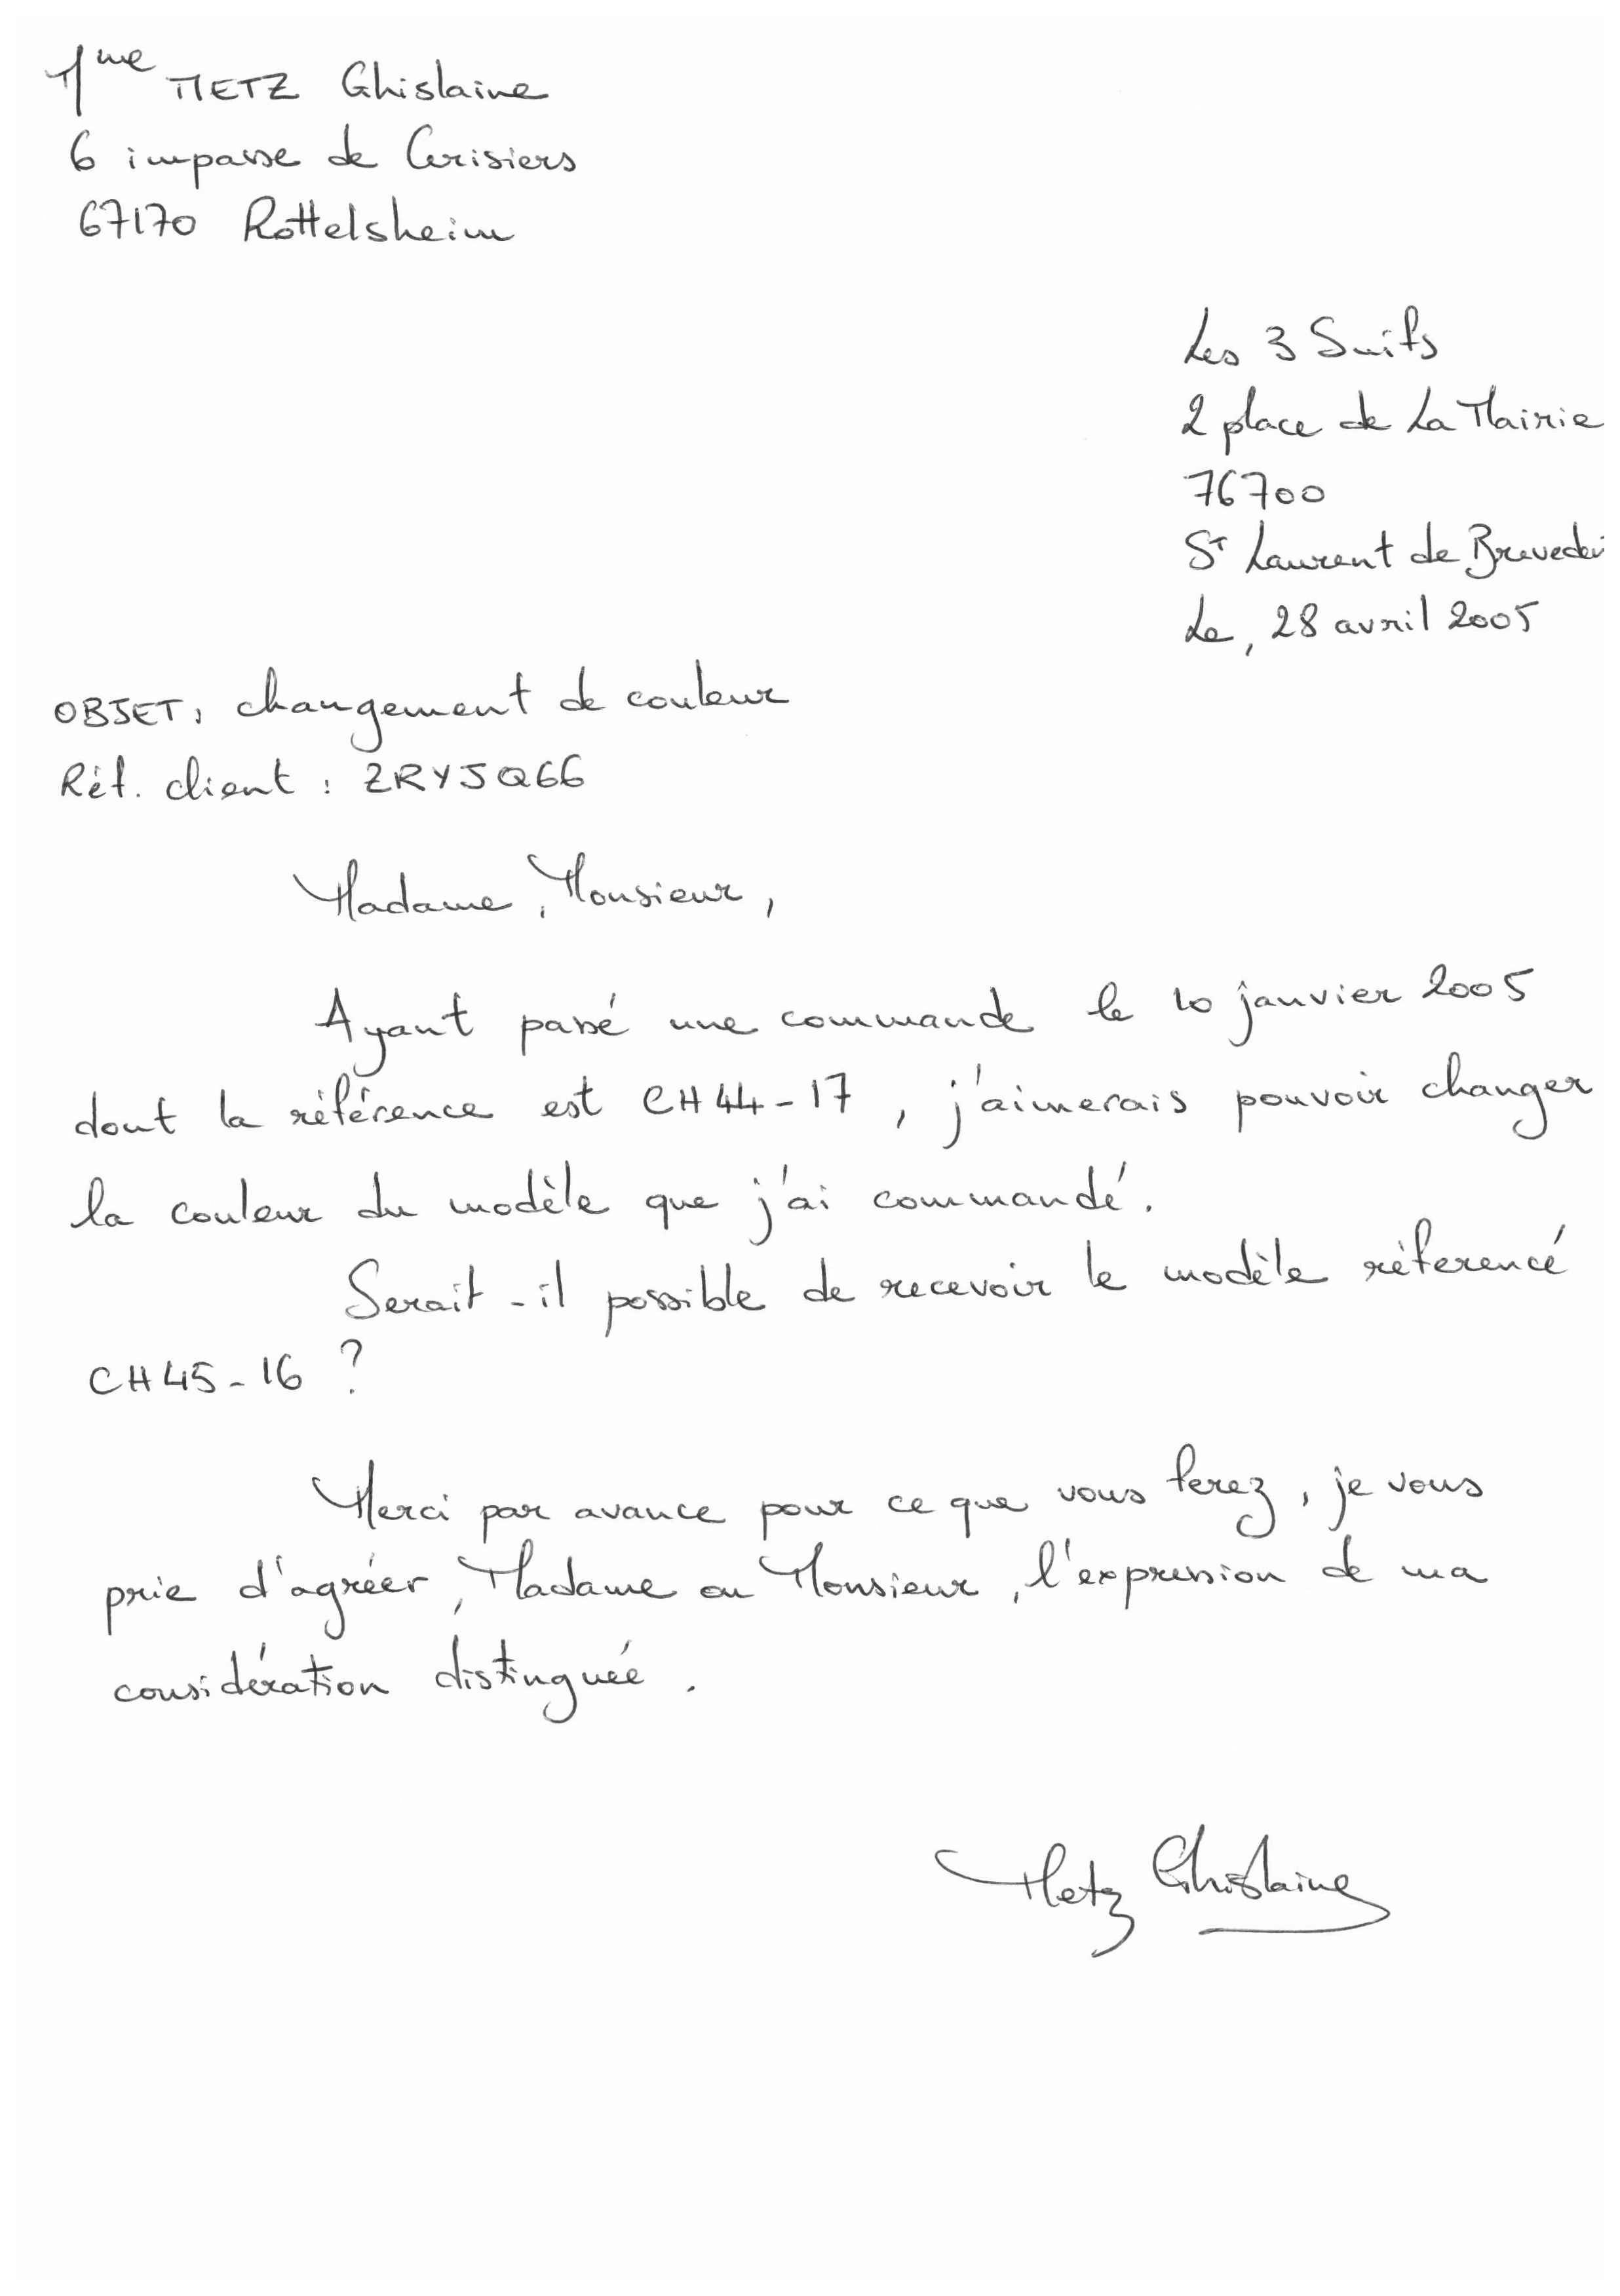 Mme METZ Ghislaine
6 impasse de Cerisiers
67170 Rottelsheim
Les 3 Suifs
2 place de La Mairie
76700
St Laurent de Brevedent
Le, 28 avril 2005
OBJET : changement de couleur
Réf. client : ZRYJQ66
Madame, Monsieur,
Ayant passé une commande le 10 janvier 2005
dont la référence est CH44-17, j'aimerais pouvoir changer
la couleur du modèle que j'ai commandé.
Serait-il possible de recevoir le modèle référencé
CH45-16 ?
Merci par avance pour ce que vous ferez, je vous
prie d'agréer, Madame ou Monsieur, l'expression de ma
considération distinguée.
Metz Ghislaine